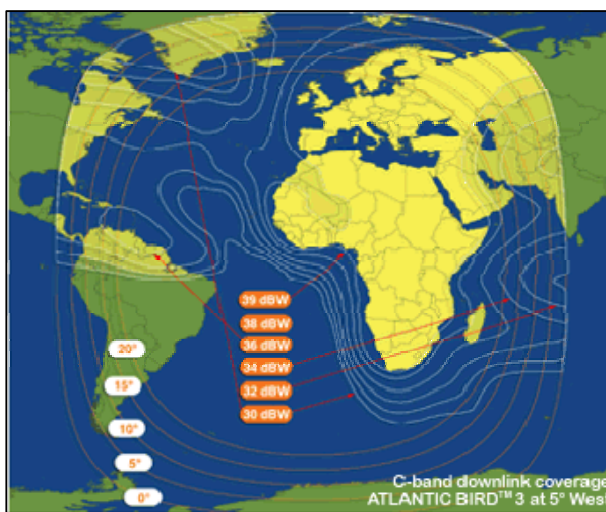 39 dBW
38 dBW
36 dBW
34 dBW
32 dBW
30 dBW
20°
15°
10°
5°
0°
C-band downlink coverage
ATLANTIC BIRD™ 3 at 5° West